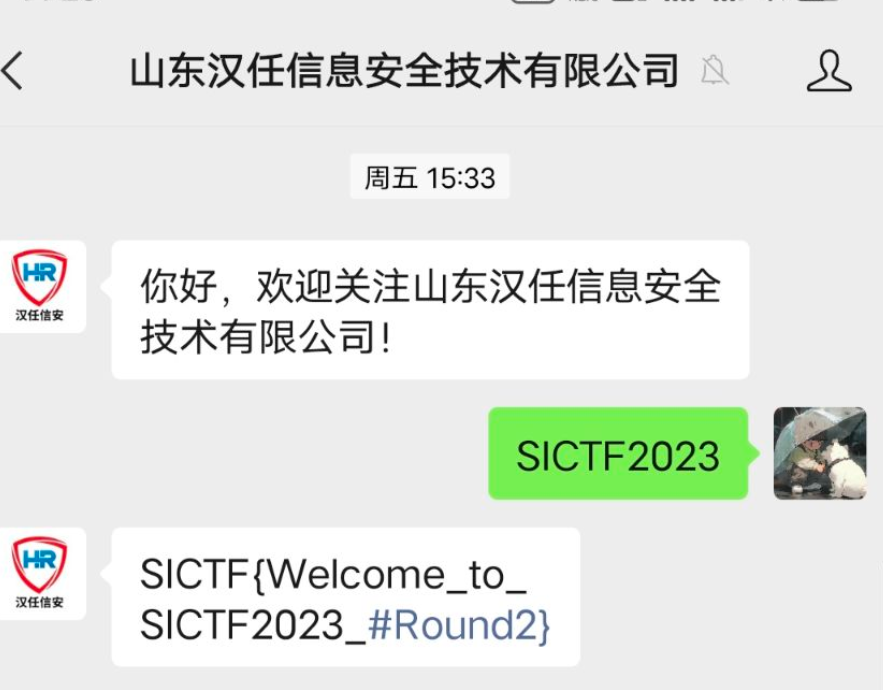 山东汉任信息安全技术有限公司
周五 15:33
HR
汉任信安
你好，欢迎关注山东汉任信息安全
技术有限公司！
SICTF2023
HR
汉任信安
SICTF{Welcome_to_
SICTF2023_#Round2}